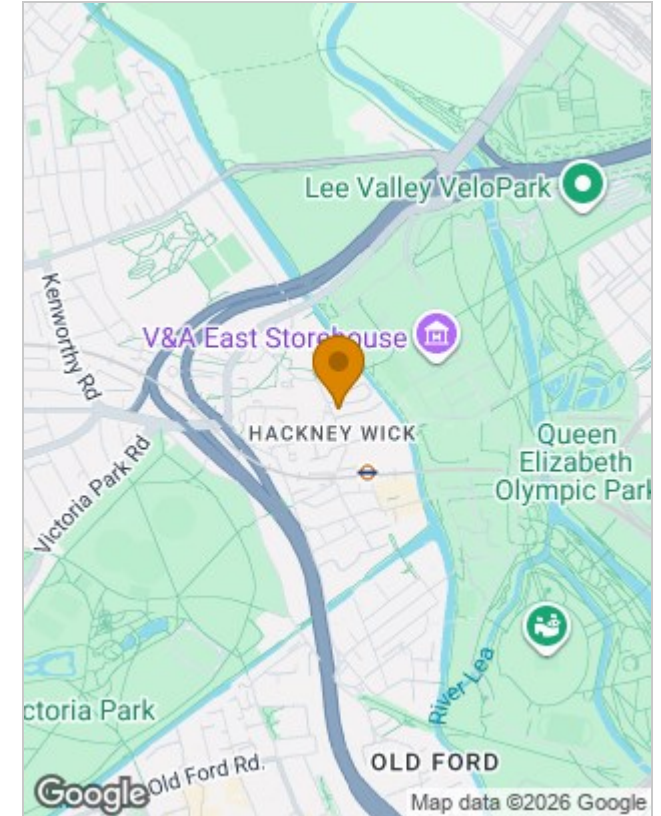 Lee Valley VeloPark
Kenworthy Rd
V&A East Storehouse
HACKNEY WICK
Queen
Elizabeth
Olympic Park
Victoria Park Rd
River Lea
ctoria Park
Old Ford Rd.
OLD FORD
Google
Map data ©2026 Google